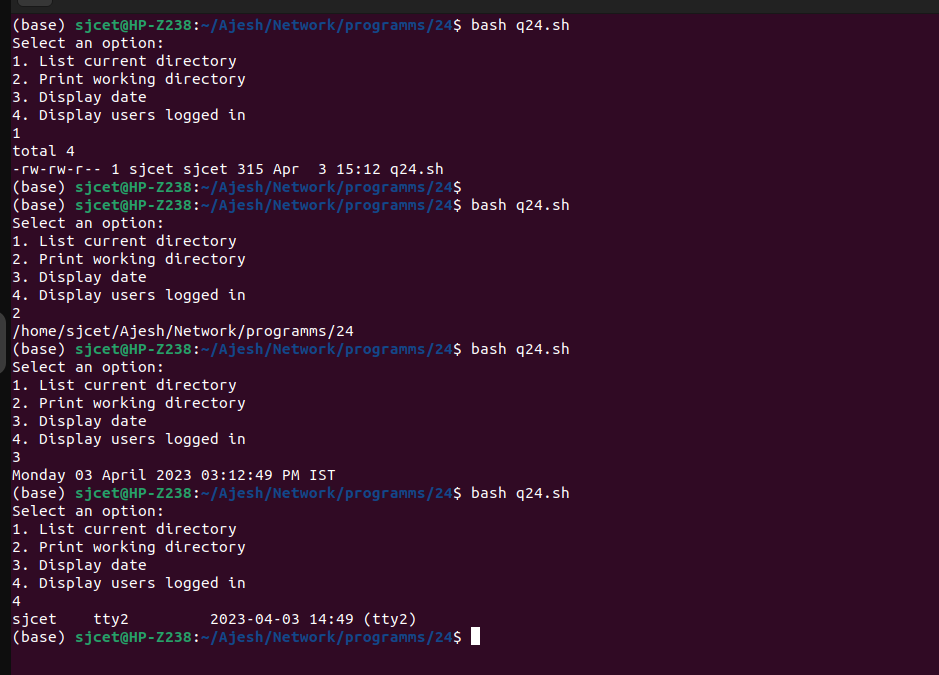 (base) sjcet@HP-Z238:~/Ajesh/Network/programms/24$ bash q24.sh
Select an option:
1. List current directory
2. Print working directory
3. Display date
4. Display users logged in
1
total 4
-rw-rw-r-- 1 sjcet sjcet 315 Apr  3 15:12 q24.sh
(base) sjcet@HP-Z238:~/Ajesh/Network/programms/24$
(base) sjcet@HP-Z238:~/Ajesh/Network/programms/24$ bash q24.sh
Select an option:
1. List current directory
2. Print working directory
3. Display date
4. Display users logged in
2
/home/sjcet/Ajesh/Network/programms/24
(base) sjcet@HP-Z238:~/Ajesh/Network/programms/24$ bash q24.sh
Select an option:
1. List current directory
2. Print working directory
3. Display date
4. Display users logged in
3
Monday 03 April 2023 03:12:49 PM IST
(base) sjcet@HP-Z238:~/Ajesh/Network/programms/24$ bash q24.sh
Select an option:
1. List current directory
2. Print working directory
3. Display date
4. Display users logged in
4
sjcet    tty2         2023-04-03 14:49 (tty2)
(base) sjcet@HP-Z238:~/Ajesh/Network/programms/24$